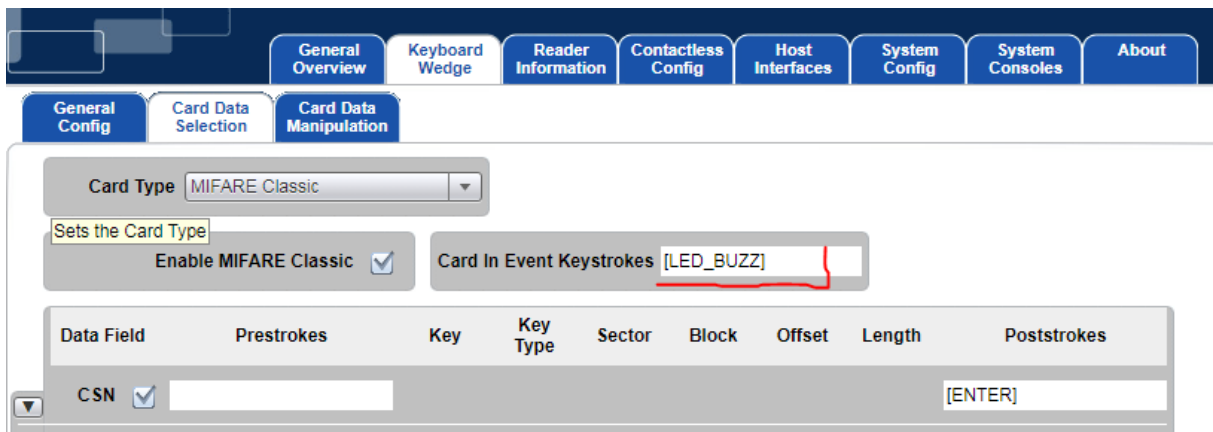 General Overview
Keyboard Wedge
Reader Information
Contactless Config
Host Interfaces
System Config
System Consoles
About
General Config
Card Data Selection
Card Data Manipulation
Card Type MIFARE Classic
Sets the Card Type
Enable MIFARE Classic
Card In Event Keystrokes [LED_BUZZ]
Data Field Prestrokes Key Key Type Sector Block Offset Length Poststrokes
CSN [ENTER]